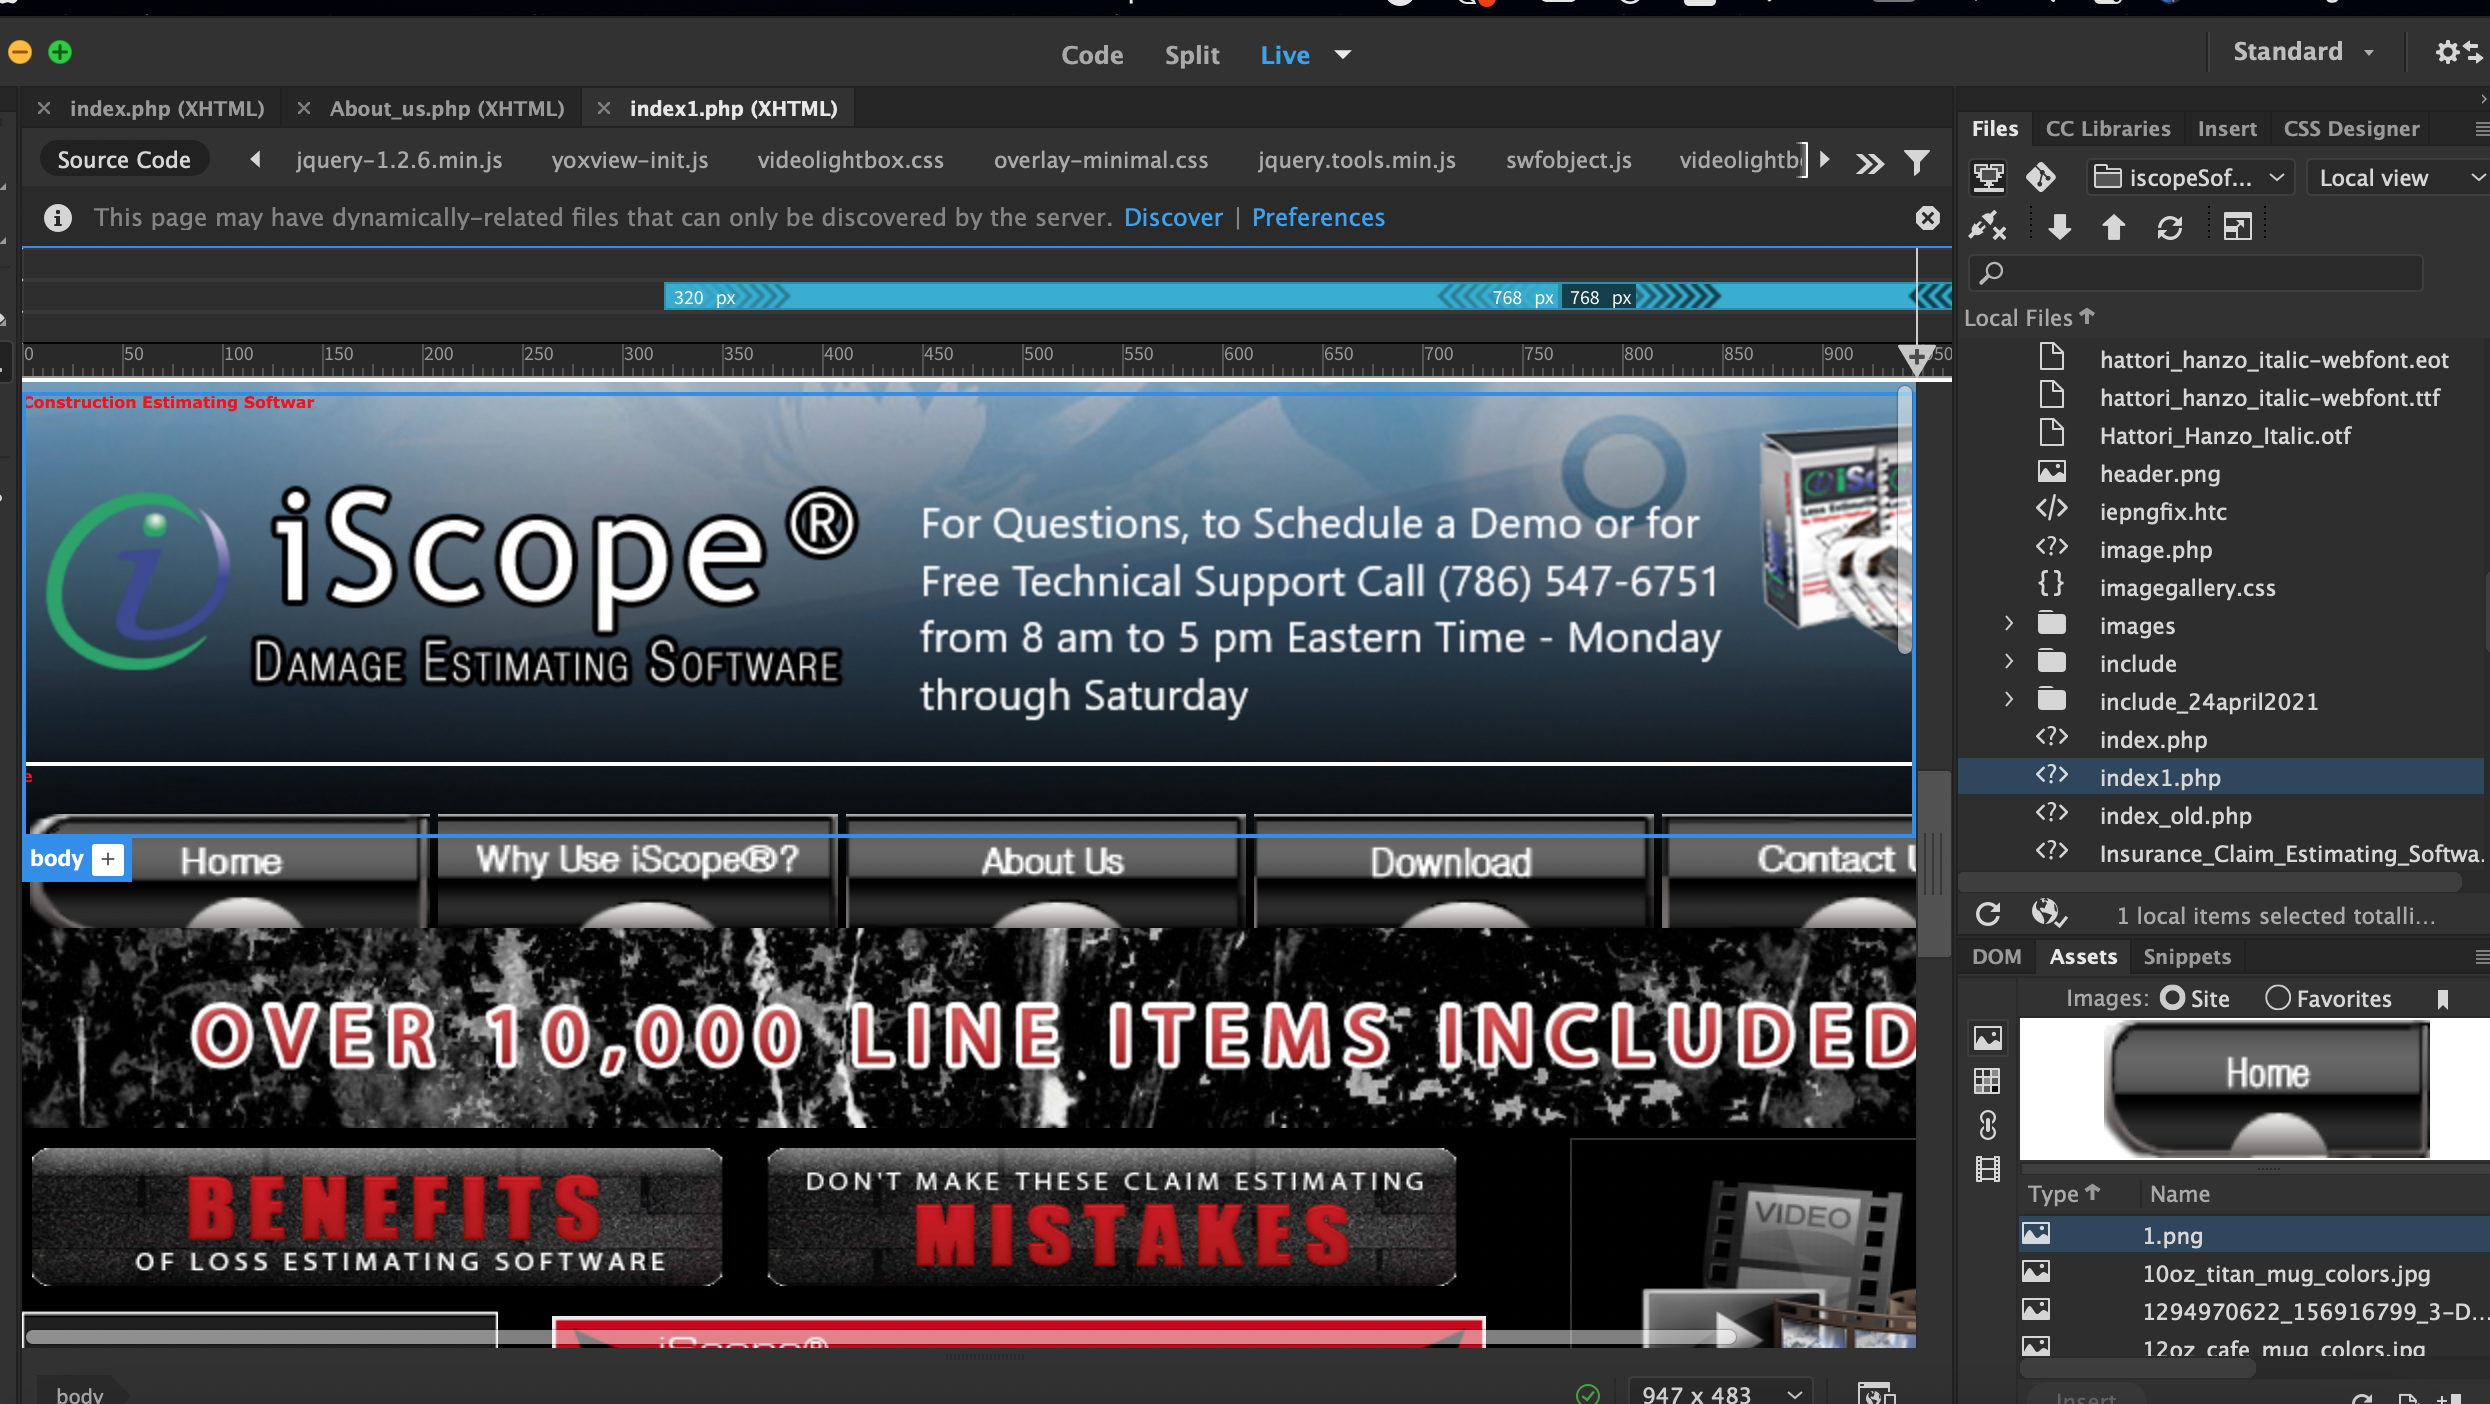 Code Split Live
Standard
index.php (XHTML)
About_us.php (XHTML)
index1.php (XHTML)
Source Code
jquery-1.2.6.min.js
yoxview-init.js
videolightbox.css
overlay-minimal.css
jquery.tools.min.js
swfobject.js
This page may have dynamically-related files that can only be discovered by the server. Discover | Preferences
320 px
768 px
768 px
0 50 100 150 200 250 300 350 400 450 500 550 600 650 700 750 800 850 900
Construction Estimating Softwar
iScope®
DAMAGE ESTIMATING SOFTWARE
For Questions, to Schedule a Demo or for
Free Technical Support Call (786) 547-6751
from 8 am to 5 pm Eastern Time - Monday
through Saturday
e
body +
Home
Why Use iScope®?
About Us
Download
Contact
OVER 10,000 LINE ITEMS INCLUDED
BENEFITS
OF LOSS ESTIMATING SOFTWARE
DON'T MAKE THESE CLAIM ESTIMATING
MISTAKES
VIDEO
iScope®
body
947 x 483
Files CC Libraries Insert CSS Designer
iscopeSof...
Local view
Local Files
hattori_hanzo_italic-webfont.eot
hattori_hanzo_italic-webfont.ttf
Hattori_Hanzo_Italic.otf
header.png
iepngfix.htc
image.php
imagegallery.css
images
include
include_24april2021
index.php
index1.php
index_old.php
Insurance_Claim_Estimating_Softwa.
1 local items selected totalli...
DOM Assets Snippets
Images: Site Favorites
Home
Type Name
1.png
10oz_titan_mug_colors.jpg
1294970622_156916799_3-D...
12oz_cafe_mug_colors.jpg
Insert